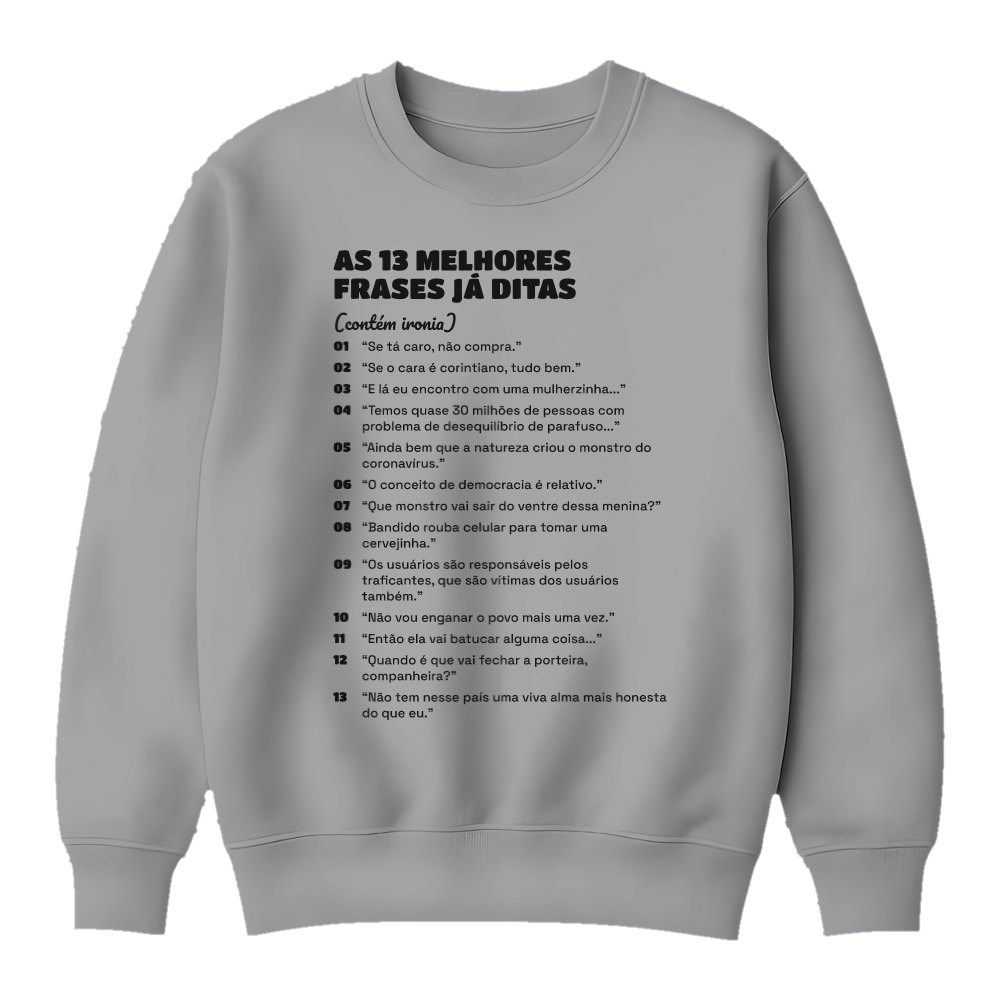 AS 13 MELHORES
FRASES JÁ DITAS
(contém ironia)
01 “Se tá caro, não compra.”
02 “Se o cara é corintiano, tudo bem.”
03 “E lá eu encontro com uma mulherzinha...”
04 “Temos quase 30 milhões de pessoas com
problema de desequilíbrio de parafuso...”
05 “Ainda bem que a natureza criou o monstro do
coronavírus.”
06 “O conceito de democracia é relativo.”
07 “Que monstro vai sair do ventre dessa menina?”
08 “Bandido rouba celular para tomar uma
cervejinha.”
09 “Os usuários são responsáveis pelos
traficantes, que são vítimas dos usuários
também.”
10 “Não vou enganar o povo mais uma vez.”
11 “Então ela vai batucar alguma coisa...”
12 “Quando é que vai fechar a porteira,
companheira?”
13 “Não tem nesse país uma viva alma mais honesta
do que eu.”